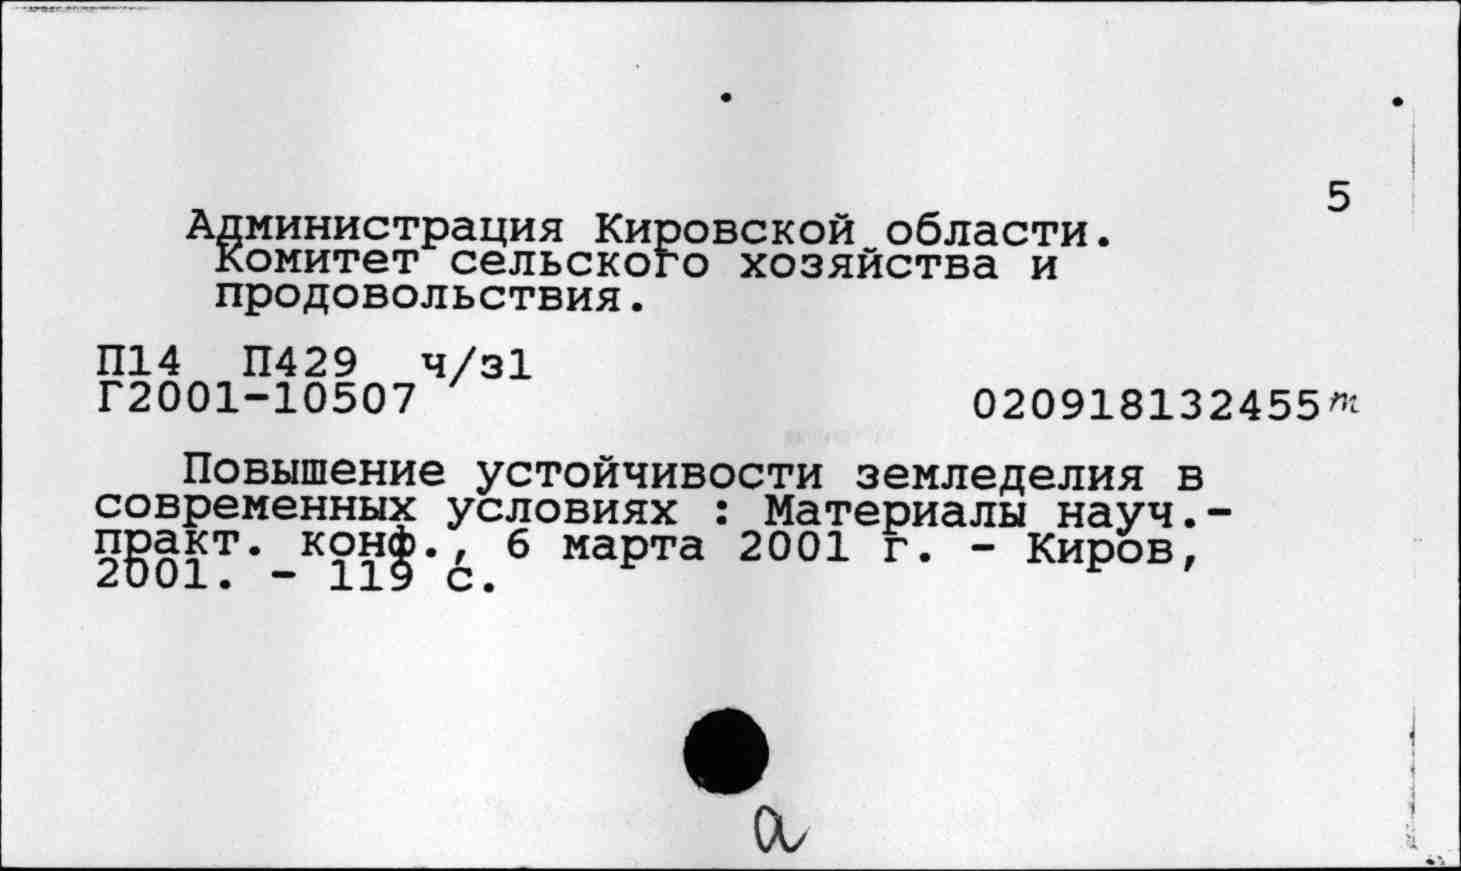 5
Администрация Кировской области.
Комитет сельского хозяйства и
продовольствия.
П14 П429 ч/з1
Г2001-10507
020918132455m
Повышение устойчивости земледелия в
современных условиях : Материалы науч.-
практ. конф., 6 марта 2001 г. - Киров,
2001. - 119 с.
а